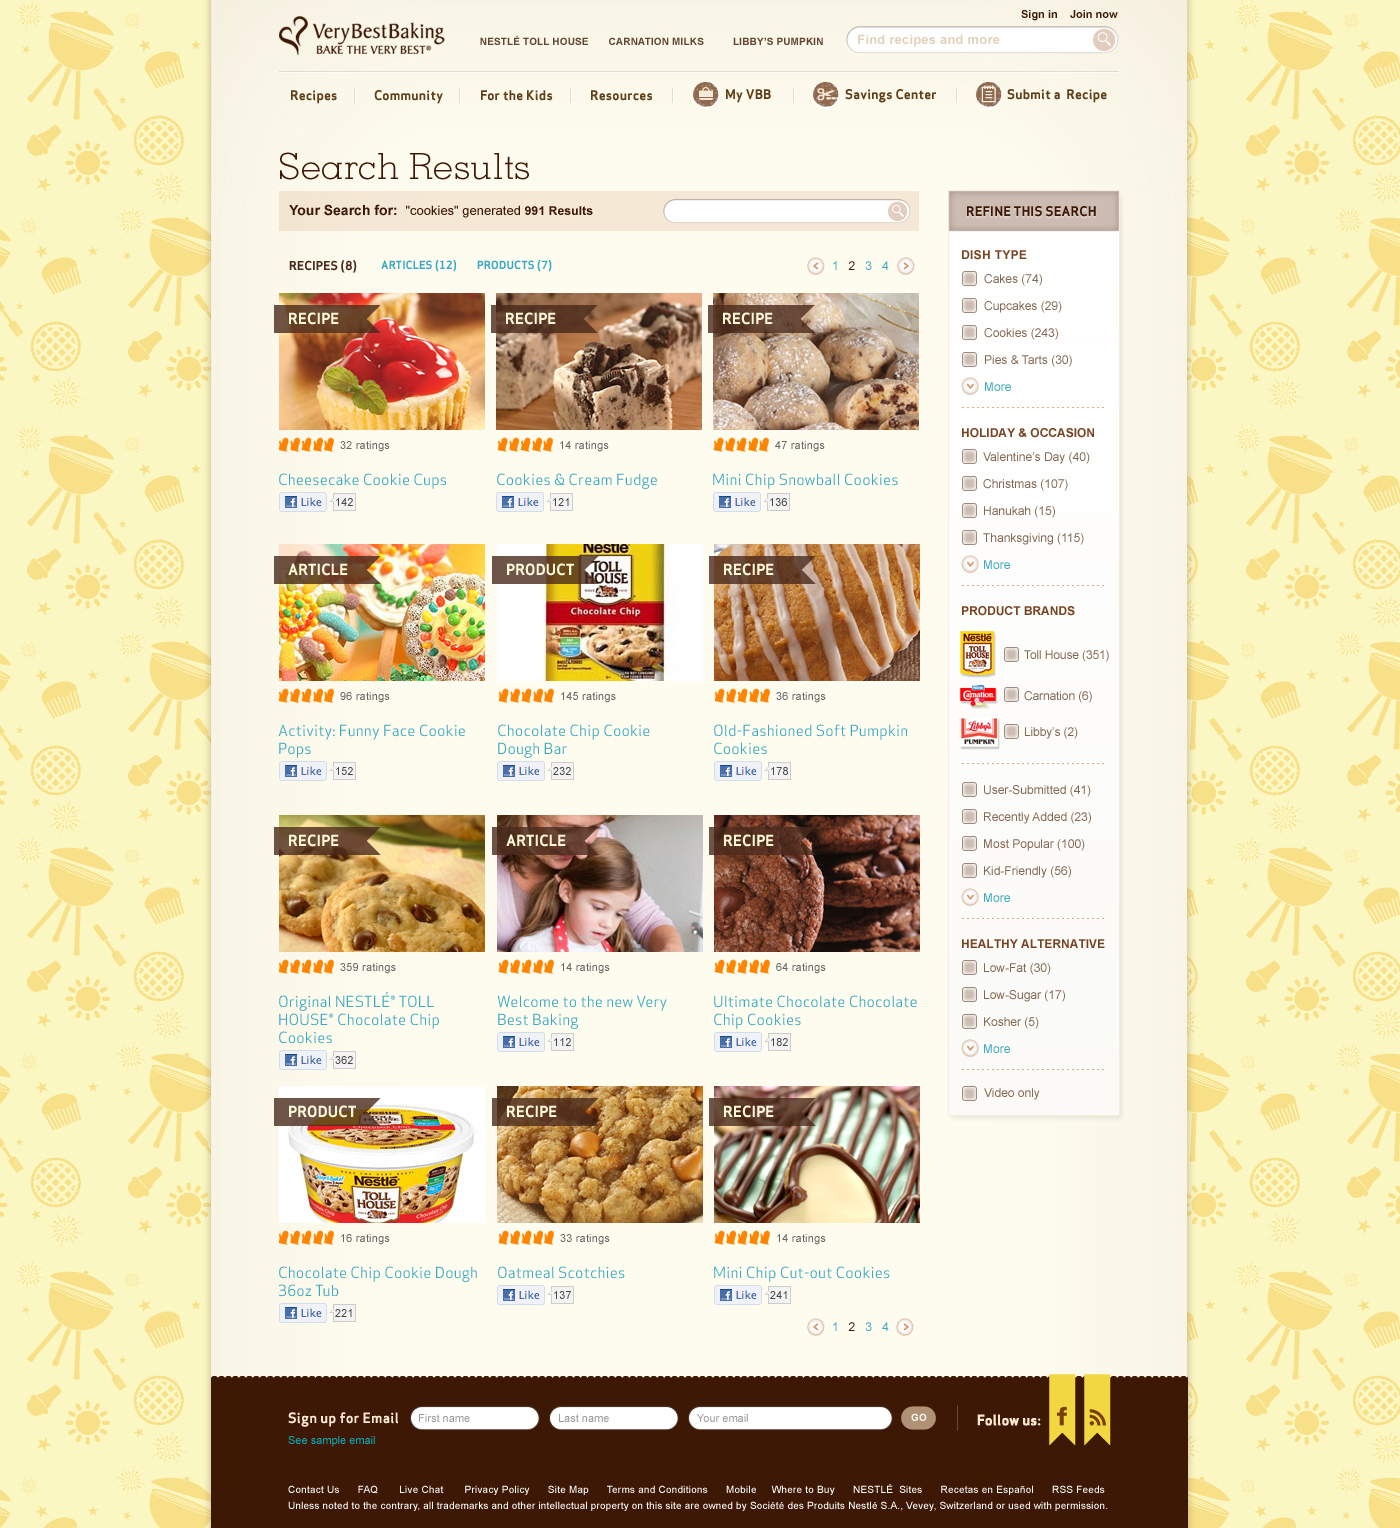 Sign in Join now
VeryBestBaking
BAKE THE VERY BEST®
NESTLÉ TOLL HOUSE CARNATION MILKS LIBBY'S PUMPKIN
Find recipes and more
Recipes Community For the Kids Resources My VBB Savings Center Submit a Recipe
Search Results
Your Search for: "cookies" generated 991 Results
REFINE THIS SEARCH
RECIPES (8) ARTICLES (12) PRODUCTS (7)
1 2 3 4
RECIPE RECIPE RECIPE
32 ratings 14 ratings 47 ratings
Cheesecake Cookie Cups Cookies & Cream Fudge Mini Chip Snowball Cookies
Like 142 Like 121 Like 136
ARTICLE PRODUCT RECIPE
Nestle
TOLL
HOUSE
Chocolate Chip
96 ratings 145 ratings 36 ratings
Activity: Funny Face Cookie
Pops
Chocolate Chip Cookie
Dough Bar
Old-Fashioned Soft Pumpkin
Cookies
Like 152 Like 232 Like 178
RECIPE ARTICLE RECIPE
359 ratings 14 ratings 64 ratings
Original NESTLÉ® TOLL
HOUSE® Chocolate Chip
Cookies
Welcome to the new Very
Best Baking
Ultimate Chocolate Chocolate
Chip Cookies
Like 362 Like 112 Like 182
PRODUCT RECIPE RECIPE
Nestle
TOLL
HOUSE
16 ratings 33 ratings 14 ratings
Chocolate Chip Cookie Dough
36oz Tub
Oatmeal Scotchies
Mini Chip Cut-out Cookies
Like 221 Like 137 Like 241
1 2 3 4
DISH TYPE
Cakes (74)
Cupcakes (29)
Cookies (243)
Pies & Tarts (30)
More
HOLIDAY & OCCASION
Valentine's Day (40)
Christmas (107)
Hanukah (15)
Thanksgiving (115)
More
PRODUCT BRANDS
Nestle
TOLL
HOUSE
Toll House (351)
Carnation
Carnation (6)
Libby's
PUMPKIN
Libby's (2)
User-Submitted (41)
Recently Added (23)
Most Popular (100)
Kid-Friendly (56)
More
HEALTHY ALTERNATIVE
Low-Fat (30)
Low-Sugar (17)
Kosher (5)
More
Video only
Sign up for Email First name Last name Your email GO Follow us:
See sample email
Contact Us FAQ Live Chat Privacy Policy Site Map Terms and Conditions Mobile Where to Buy NESTLÉ Sites Recetas en Español RSS Feeds
Unless noted to the contrary, all trademarks and other intellectual property on this site are owned by Société des Produits Nestlé S.A., Vevey, Switzerland or used with permission.